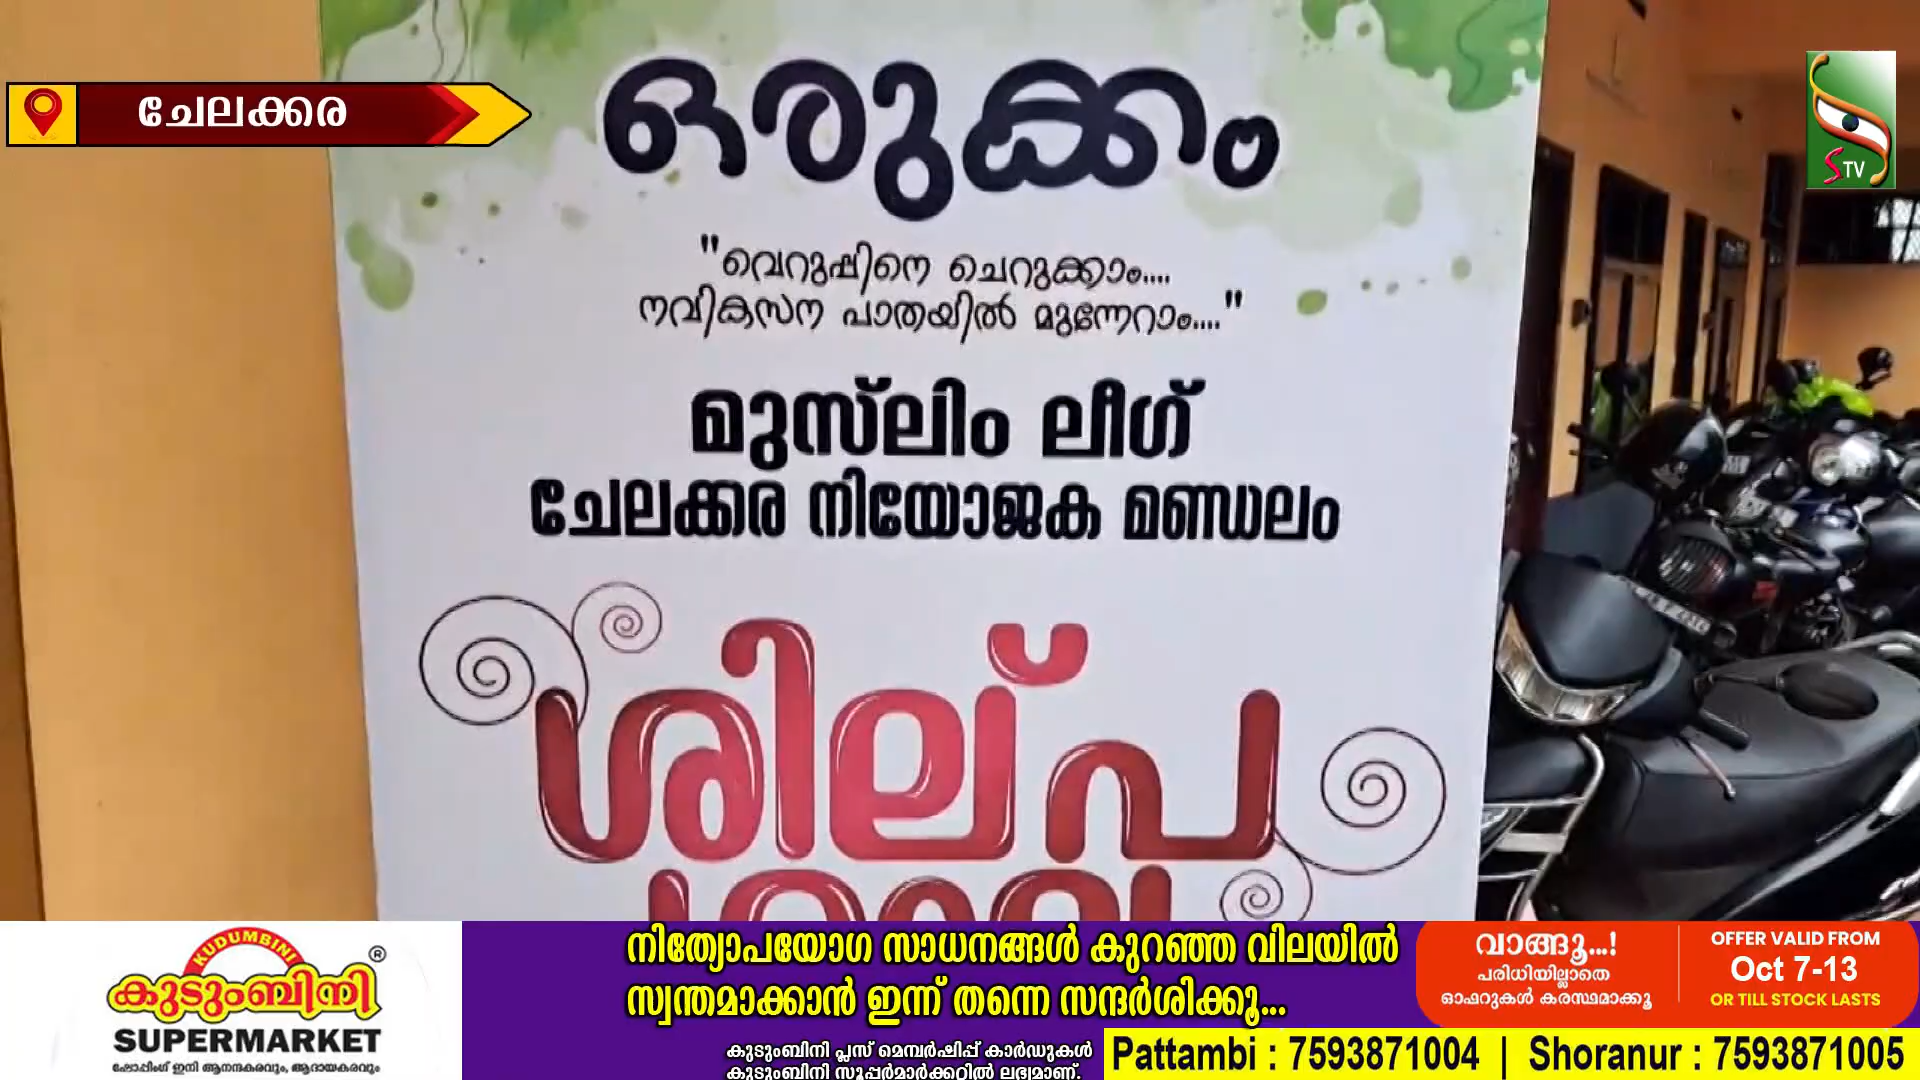 ചേലക്കര
STV
ഒരുക്കം
"വെറുപ്പിനെ ചെറുക്കാം....
നവികസന പാതയിൽ മുന്നേറാം...."
മുസ്‌ലിം ലീഗ്
ചേലക്കര നിയോജക മണ്ഡലം
ശില്പ
KUDUMBINI
കുടുംബിനി ®
SUPERMARKET
ഷോപ്പിംഗ് ഇനി ആനന്ദകരവും, ആദായകരവും
നിത്യോപയോഗ സാധനങ്ങൾ കുറഞ്ഞ വിലയിൽ
സ്വന്തമാക്കാൻ ഇന്ന് തന്നെ സന്ദർശിക്കൂ...
കുടുംബിനി പ്ലസ് മെമ്പർഷിപ്പ് കാർഡുകൾ
കുടുംബിനി സൂപ്പർമാർക്കറ്റിൽ ലഭ്യമാണ്.
വാങ്ങൂ...!
പരിധിയില്ലാതെ
ഓഫറുകൾ കരസ്ഥമാക്കൂ
OFFER VALID FROM
Oct 7-13
OR TILL STOCK LASTS
Pattambi : 7593871004 | Shoranur : 7593871005